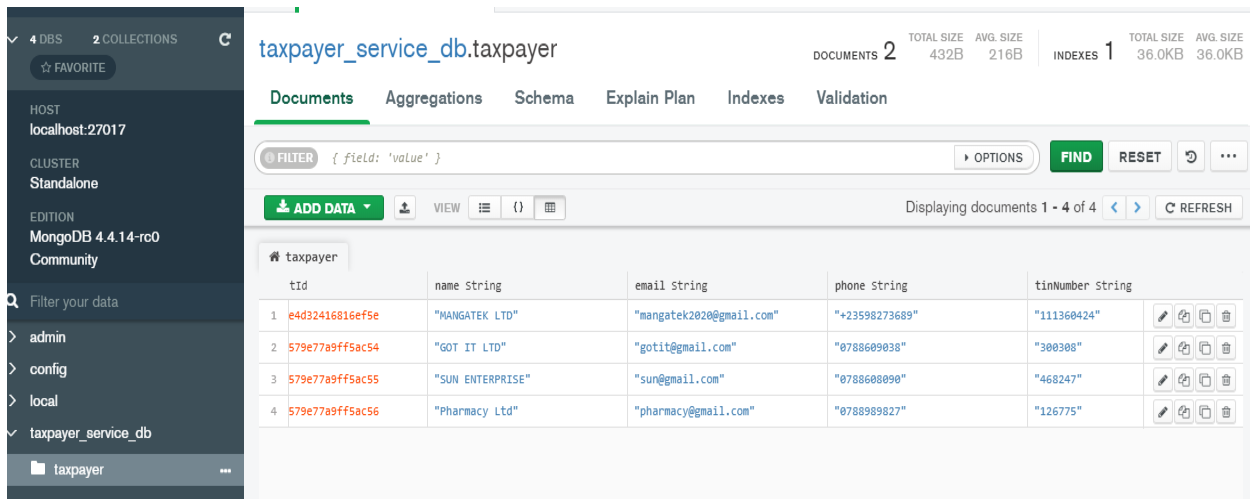 4 DBS 2 COLLECTIONS
FAVORITE
HOST
localhost:27017
CLUSTER
Standalone
EDITION
MongoDB 4.4.14-rc0
Community
Filter your data
admin
config
local
taxpayer_service_db
taxpayer
taxpayer_service_db.taxpayer
DOCUMENTS 2 TOTAL SIZE 432B AVG. SIZE 216B INDEXES 1 TOTAL SIZE 36.0KB AVG. SIZE 36.0KB
Documents Aggregations Schema Explain Plan Indexes Validation
FILTER { field: 'value' } OPTIONS FIND RESET
ADD DATA VIEW {} Displaying documents 1 - 4 of 4 < > REFRESH
taxpayer
tId name String email String phone String tinNumber String
1 e4d32416816ef5e "MANGATEK LTD" "mangatek2020@gmail.com" "+23598273689" "111360424"
2 579e77a9ff5ac54 "GOT IT LTD" "gotit@gmail.com" "0788609038" "300308"
3 579e77a9ff5ac55 "SUN ENTERPRISE" "sun@gmail.com" "0788608090" "468247"
4 579e77a9ff5ac56 "Pharmacy Ltd" "pharmacy@gmail.com" "0788989827" "126775"